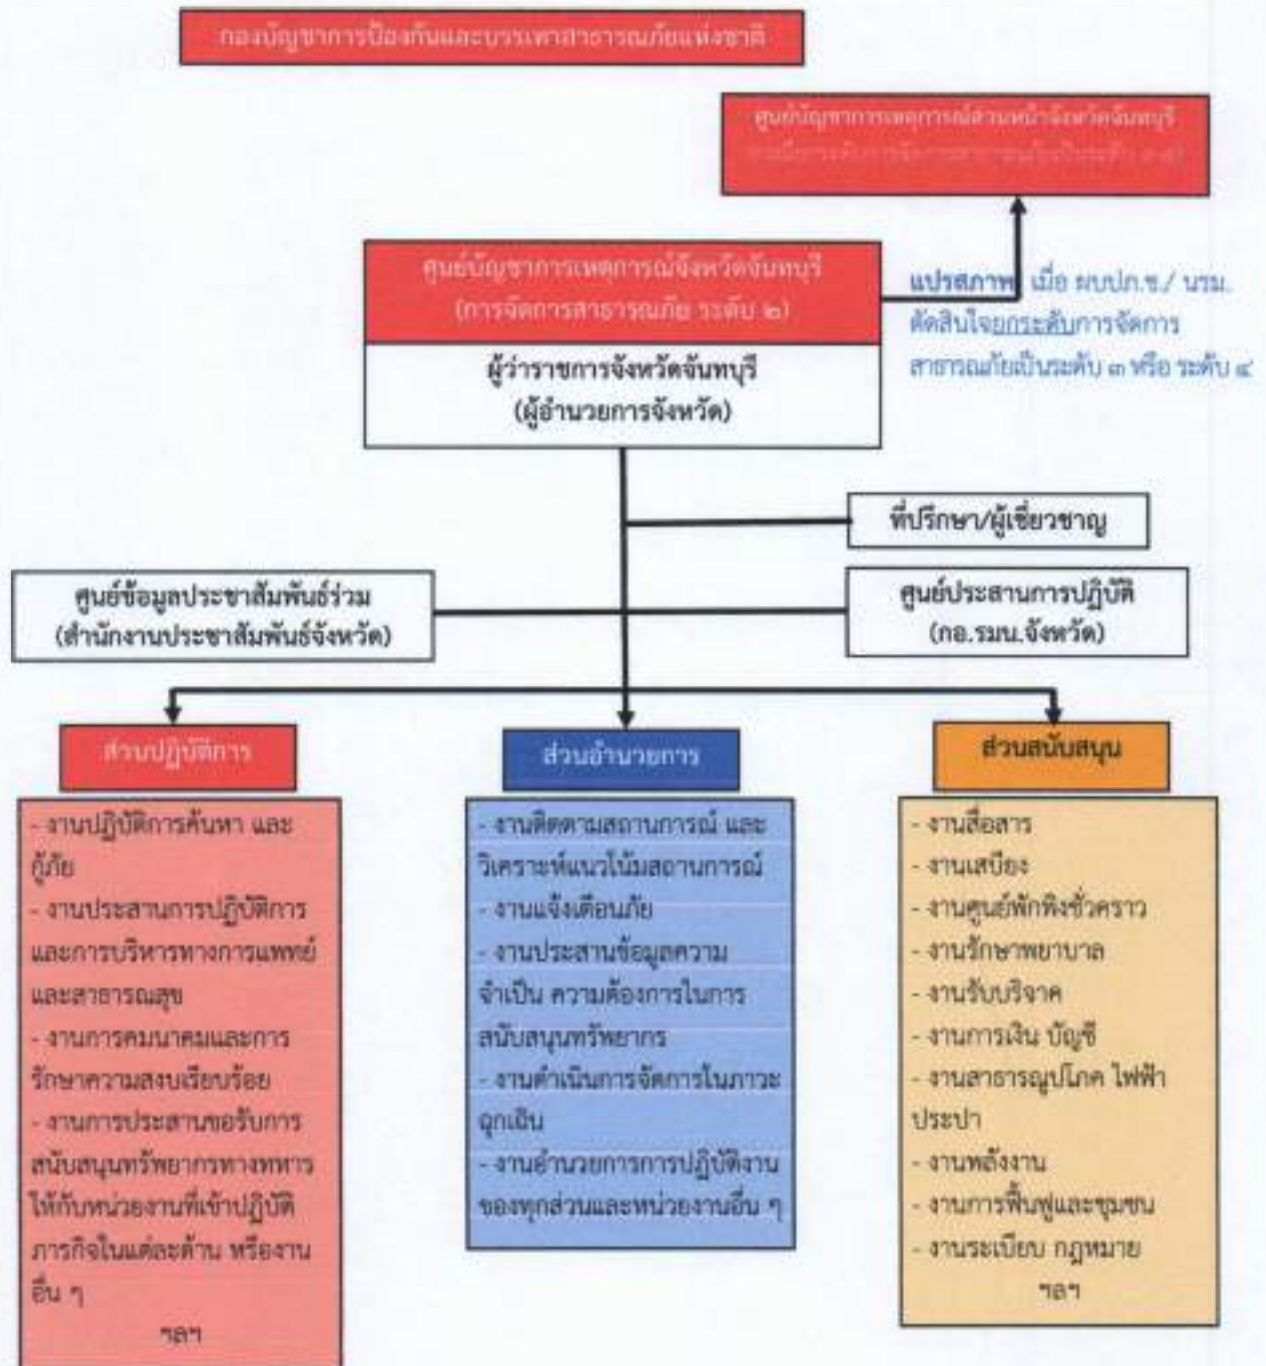 กองบัญชาการป้องกันและบรรเทาสาธารณภัยแห่งชาติ
ศูนย์บัญชาการเหตุการณ์ส่วนหน้าจังหวัดจันทบุรี
ศูนย์บัญชาการเหตุการณ์จังหวัดจันทบุรี
(การจัดการสาธารณภัย ระดับ ๒)
แปรสภาพ เมื่อ ผบปภ.ช./ นรม.
ตัดสินใจยกระดับการจัดการ
สาธารณภัยเป็นระดับ ๓ หรือ ระดับ ๔
ผู้ว่าราชการจังหวัดจันทบุรี
(ผู้อำนวยการจังหวัด)
ที่ปรึกษา/ผู้เชี่ยวชาญ
ศูนย์ข้อมูลประชาสัมพันธ์ร่วม
(สำนักงานประชาสัมพันธ์จังหวัด)
ศูนย์ประสานการปฏิบัติ
(กอ.รมน.จังหวัด)
ส่วนปฏิบัติการ
- งานปฏิบัติการค้นหา และ
กู้ภัย
- งานประสานการปฏิบัติการ
และการบริหารทางการแพทย์
และสาธารณสุข
- งานการคมนาคมและการ
รักษาความสงบเรียบร้อย
- งานการประสานขอรับการ
สนับสนุนทรัพยากรทางทหาร
ให้กับหน่วยงานที่เข้าปฏิบัติ
ภารกิจในแต่ละด้าน หรืองาน
อื่น ๆ
ฯลฯ
ส่วนอำนวยการ
- งานติดตามสถานการณ์ และ
วิเคราะห์แนวโน้มสถานการณ์
- งานแจ้งเตือนภัย
- งานประสานข้อมูลความ
จำเป็น ความต้องการในการ
สนับสนุนทรัพยากร
- งานดำเนินการจัดการในภาวะ
ฉุกเฉิน
- งานอำนวยการการปฏิบัติงาน
ของทุกส่วนและหน่วยงานอื่น ๆ
ส่วนสนับสนุน
- งานสื่อสาร
- งานเสบียง
- งานศูนย์พักพิงชั่วคราว
- งานรักษาพยาบาล
- งานรับบริจาค
- งานการเงิน บัญชี
- งานสาธารณูปโภค ไฟฟ้า
ประปา
- งานพลังงาน
- งานการฟื้นฟูและชุมชน
- งานระเบียบ กฎหมาย
ฯลฯ